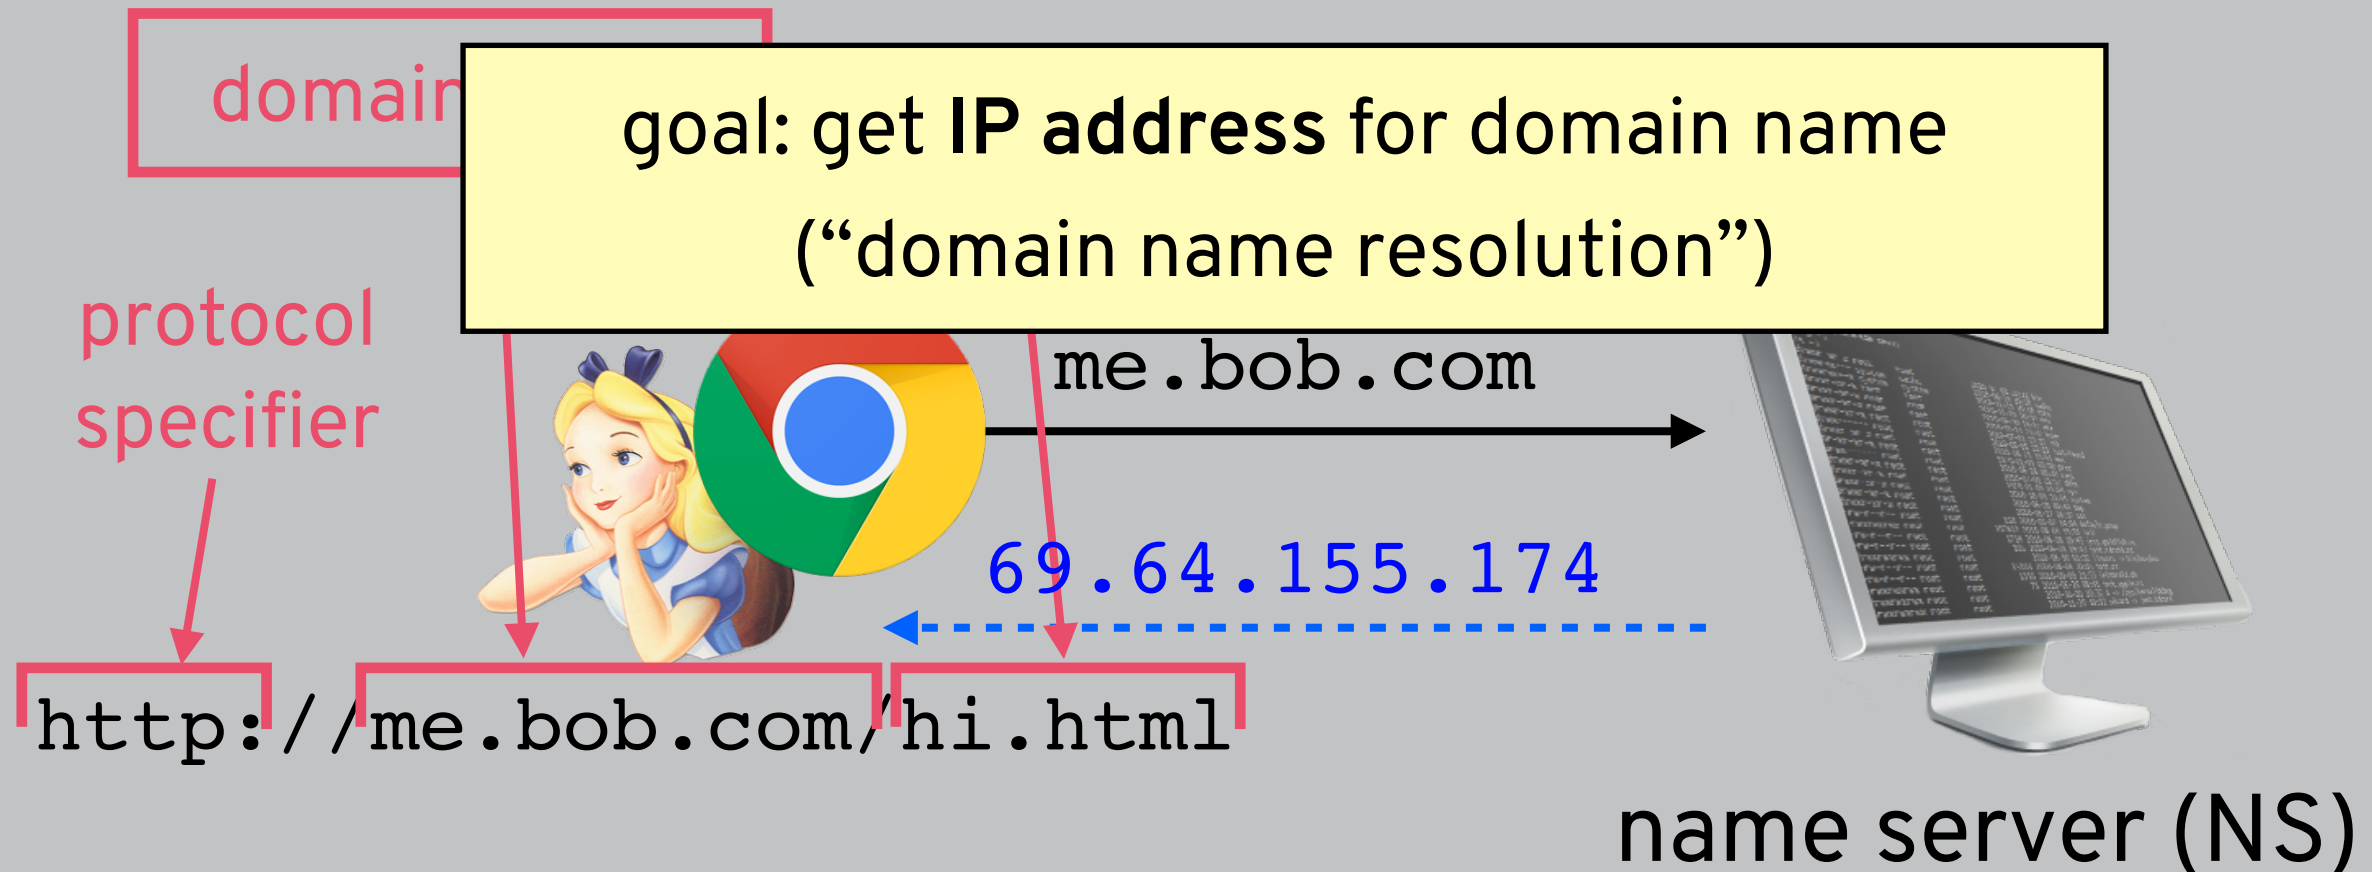 domain
goal: get IP address for domain name
(“domain name resolution”)
protocol
specifier
me.bob.com
69.64.155.174
http://me.bob.com/hi.html
name server (NS)